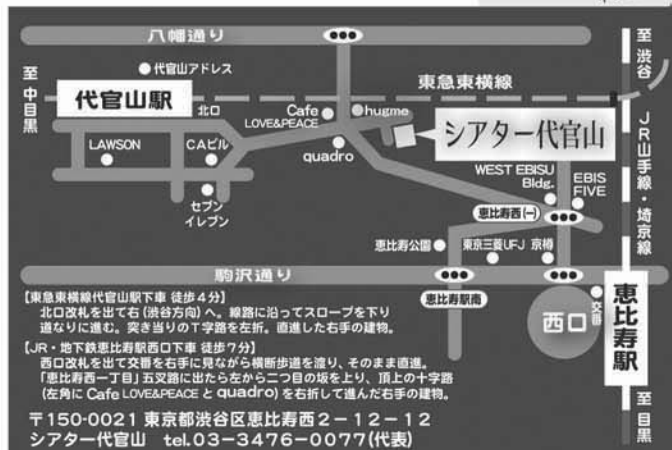 八幡通り
至渋谷
至中目黒
代官山アドレス
東急東横線
代官山駅
北口
Cafe
LOVE&PEACE
hugme
シアター代官山
JR山手線・埼京線
LAWSON
CAビル
quadro
WEST EBISU
Bldg.
EBIS
FIVE
セブン
イレブン
恵比寿西(一)
恵比寿公園
東京三菱UFJ
京樽
駒沢通り
恵比寿駅南
西口
交番
恵比寿駅
至目黒
【東急東横線代官山駅下車 徒歩4分】
北口改札を出て右(渋谷方向)へ。線路に沿ってスロープを下り
道なりに進む。突き当りのT字路を左折。直進した右手の建物。
【JR・地下鉄恵比寿駅西口下車 徒歩7分】
西口改札を出て交番を右手に見ながら横断歩道を渡り、そのまま直進。
「恵比寿西一丁目」五叉路に出たら左から二つ目の坂を上り、頂上の十字路
(左角に Cafe LOVE&PEACE と quadro)を右折して進んだ右手の建物。
〒150-0021 東京都渋谷区恵比寿西2-12-12
シアター代官山 tel.03-3476-0077(代表)